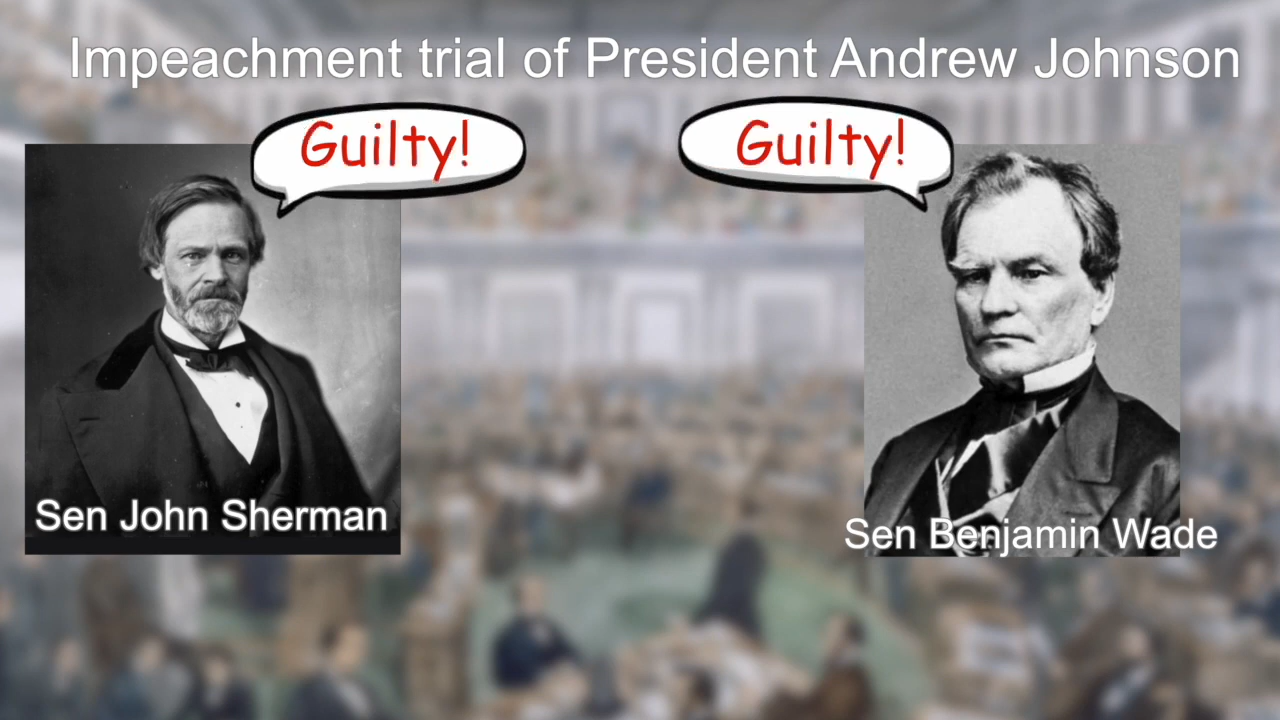 Impeachment trial of President Andrew Johnson
Guilty!
Guilty!
Sen John Sherman
Sen Benjamin Wade